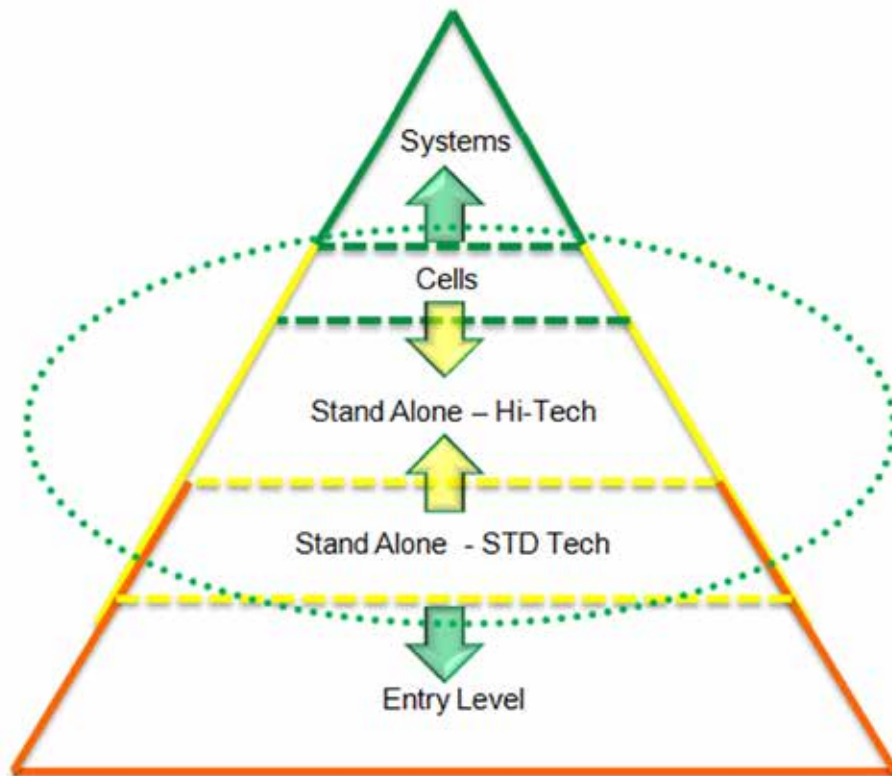 Systems
Cells
Stand Alone – Hi-Tech
Stand Alone - STD Tech
Entry Level